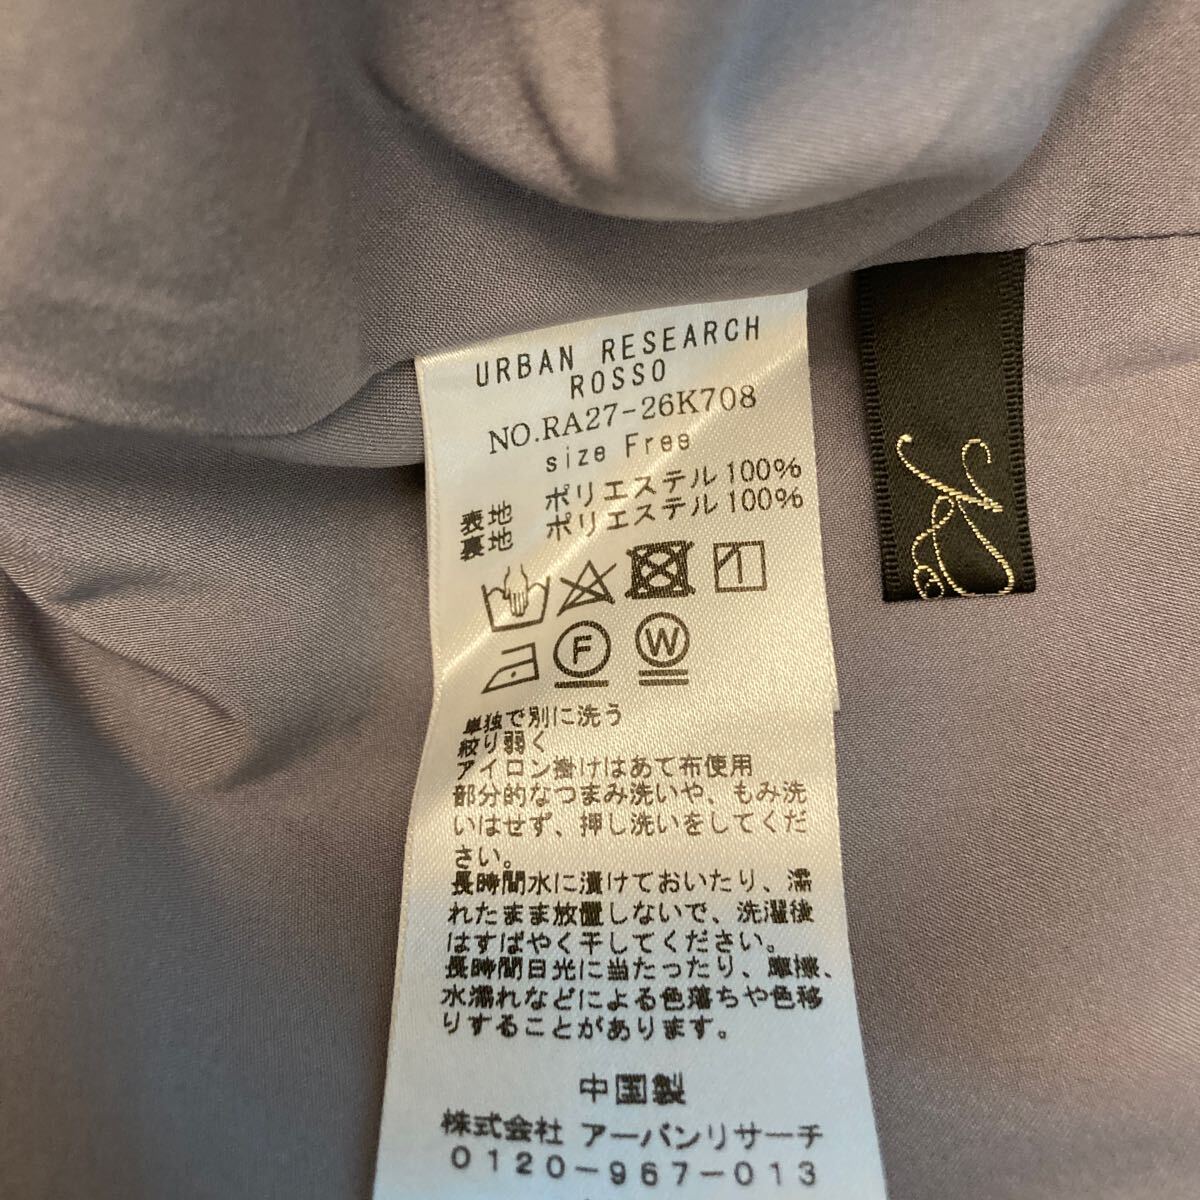 URBAN RESEARCH
ROSSO
NO.RA27-26K708
size Free
表地 ポリエステル100%
裏地 ポリエステル100%
F W
単独で別に洗う
絞り弱く
アイロン掛けはあて布使用
部分的なつまみ洗いや、もみ洗
いはせず、押し洗いをしてくだ
さい。
長時間水に漬けておいたり、濡
れたまま放置しないで、洗濯後
はすばやく干してください。
長時間日光に当たったり、摩擦、
水濡れなどによる色落ちや色移
りすることがあります。
中国製
株式会社 アーバンリサーチ
0120-967-013